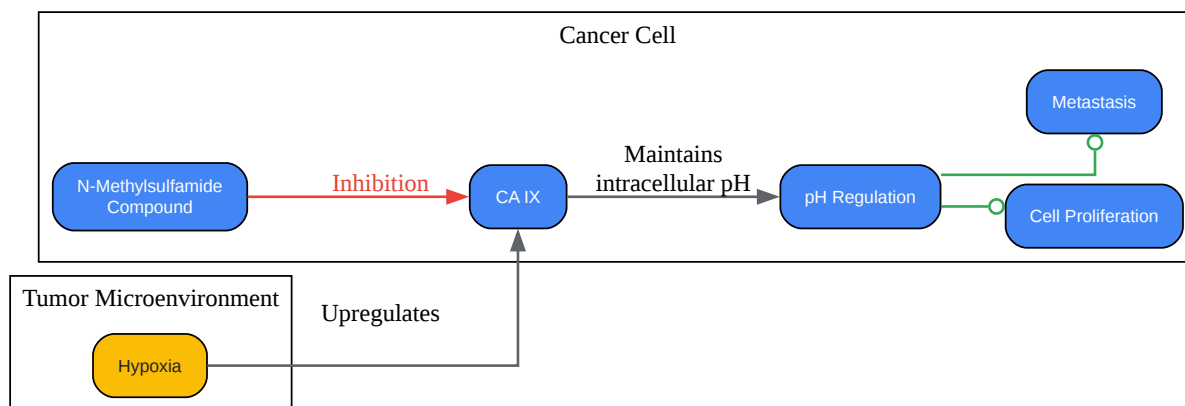 Cancer Cell
Metastasis
N-Methylsulfamide
Compound
Inhibition
CA IX
Maintains
intracellular pH
pH Regulation
Cell Proliferation
Tumor Microenvironment
Upregulates
Hypoxia